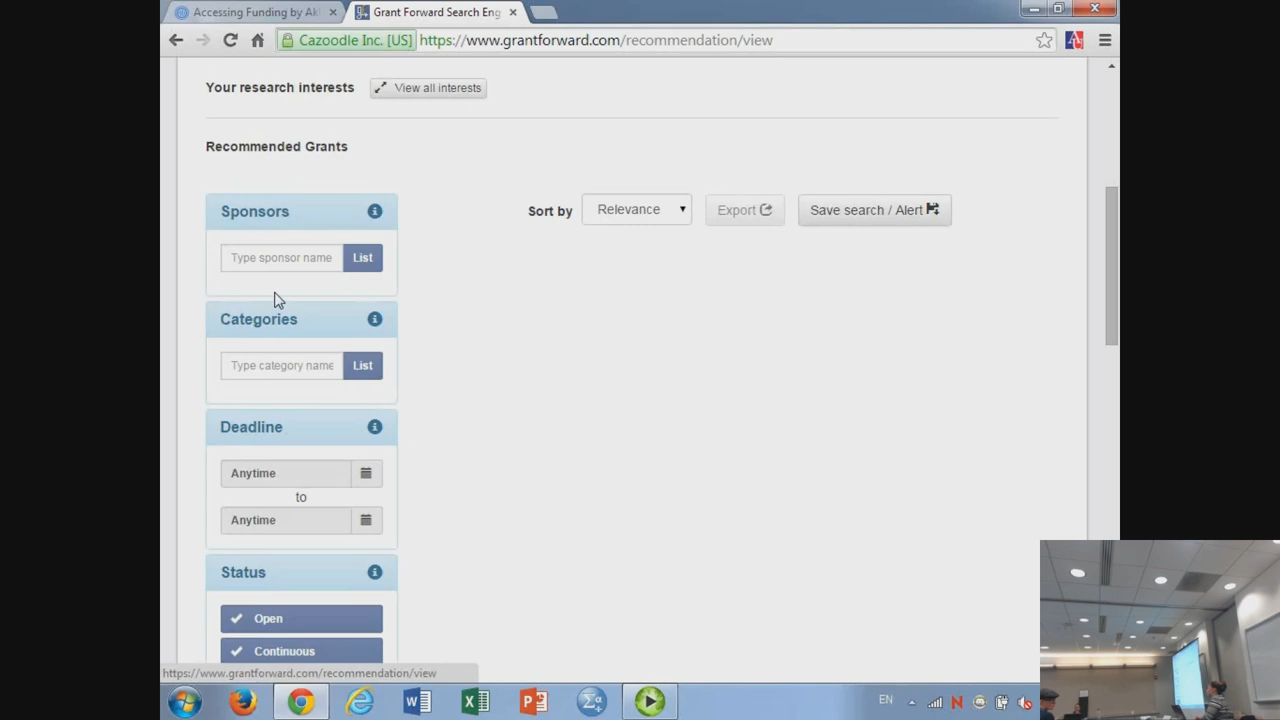 Accessing Funding by Ak
Grant Forward Search Eng
Cazoodle Inc. [US]
https://www.grantforward.com/recommendation/view
Your research interests
View all interests
Recommended Grants
Sponsors
Sort by
Relevance
Export
Save search / Alert
Type sponsor name
List
Categories
Type category name
List
Deadline
Anytime
to
Anytime
Status
Open
Continuous
https://www.grantforward.com/recommendation/view
EN